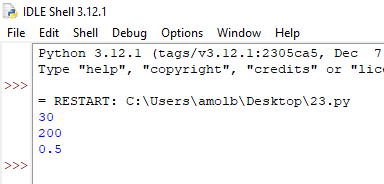 IDLE Shell 3.12.1
File Edit Shell Debug Options Window Help
Python 3.12.1 (tags/v3.12.1:2305ca5, Dec 7
Type "help", "copyright", "credits" or "lic
>>>
= RESTART: C:\Users\amolb\Desktop\23.py
30
200
0.5
>>>